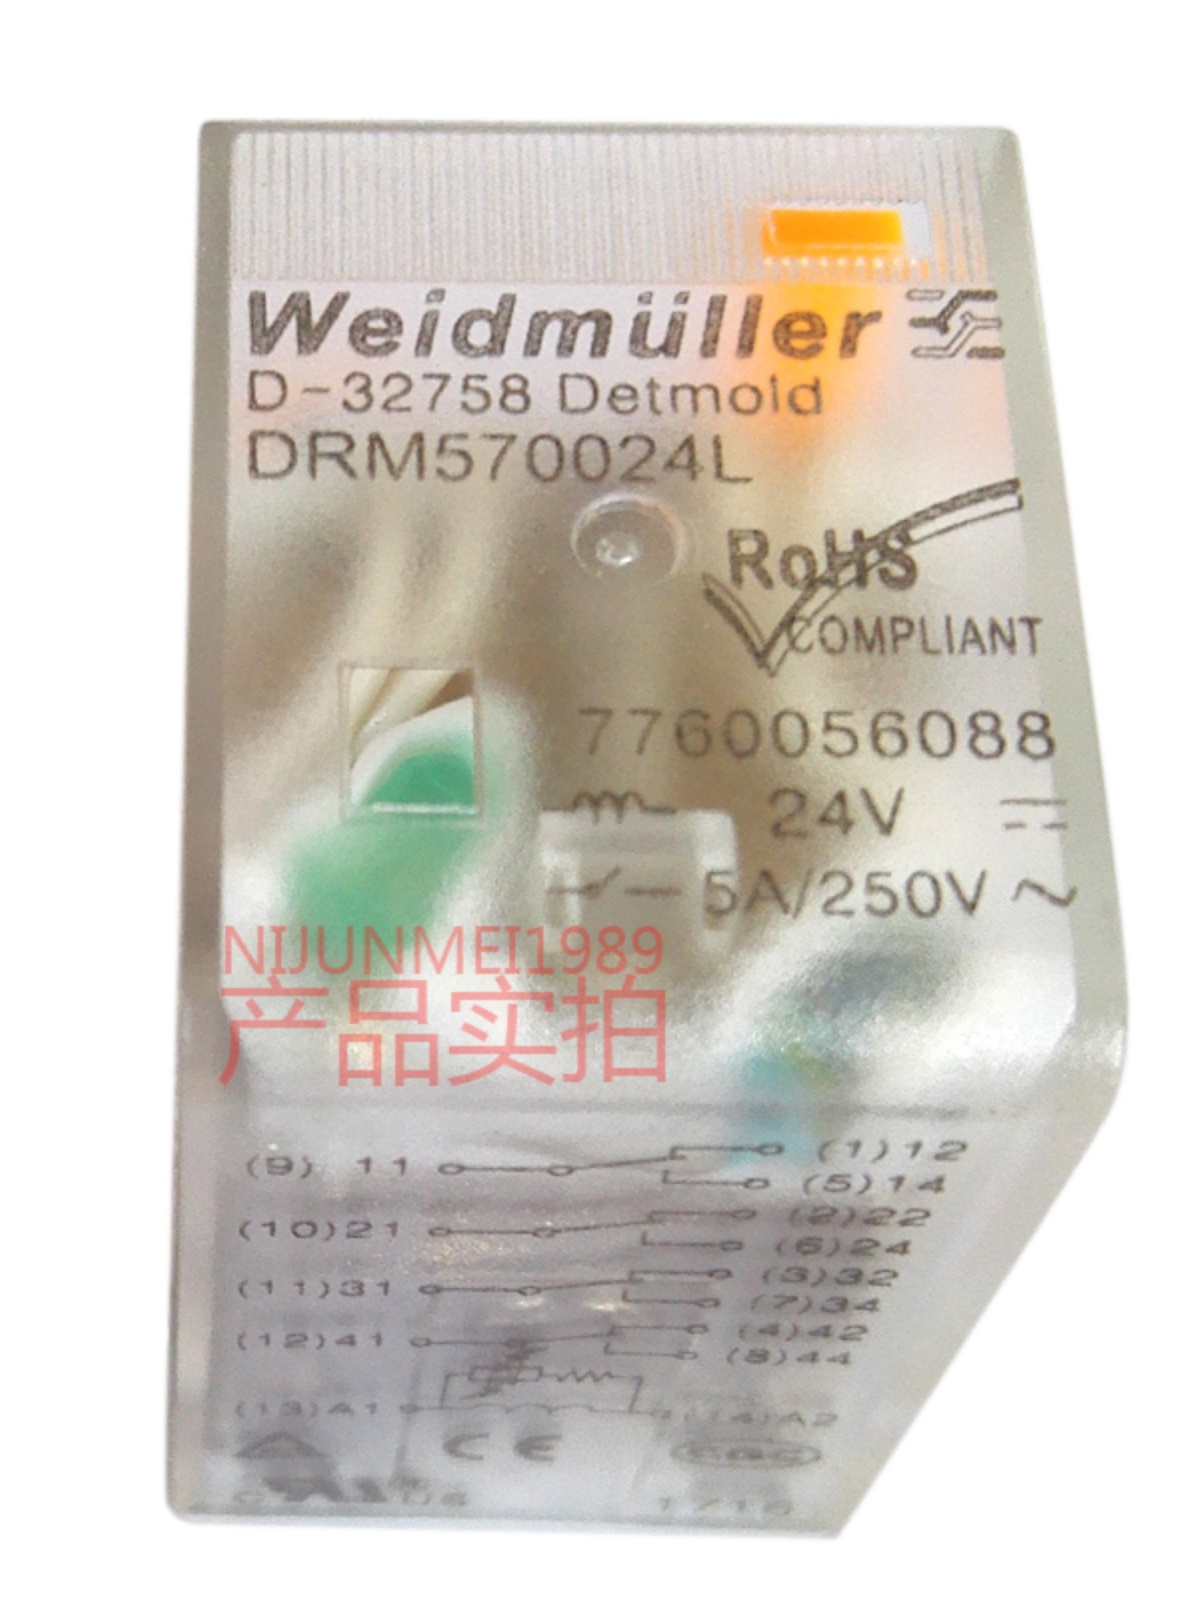 Weidmüller
D-32758 Detmold
DRM570024L
RoHS
COMPLIANT
7760056088
24V
5A/250V ~
NIJUNMEI1989
产品实拍
(9) 11 (1)12
(5)14
(10)21 (2)22
(6)24
(11)31 (3)32
(7)34
(12)41 (4)42
(8)44
(13)A1 (14)A2
CE